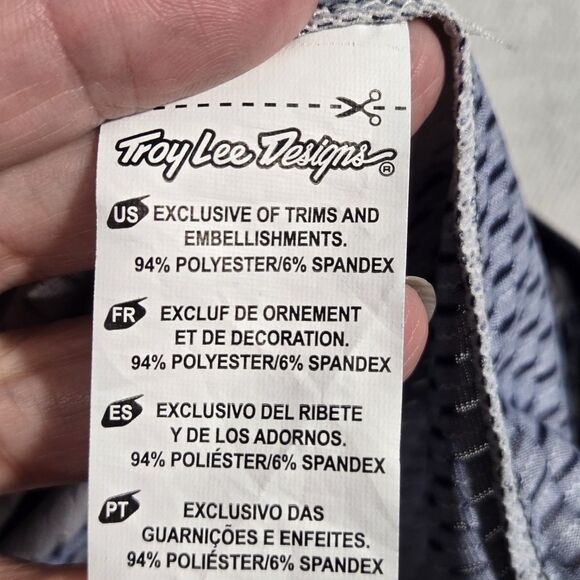 Troy Lee Designs®
US EXCLUSIVE OF TRIMS AND
EMBELLISHMENTS.
94% POLYESTER/6% SPANDEX
FR EXCLUF DE ORNEMENT
ET DE DECORATION.
94% POLYESTER/6% SPANDEX
ES EXCLUSIVO DEL RIBETE
Y DE LOS ADORNOS.
94% POLIÉSTER/6% SPANDEX
PT EXCLUSIVO DAS
GUARNIÇÕES E ENFEITES.
94% POLIÉSTER/6% SPANDEX